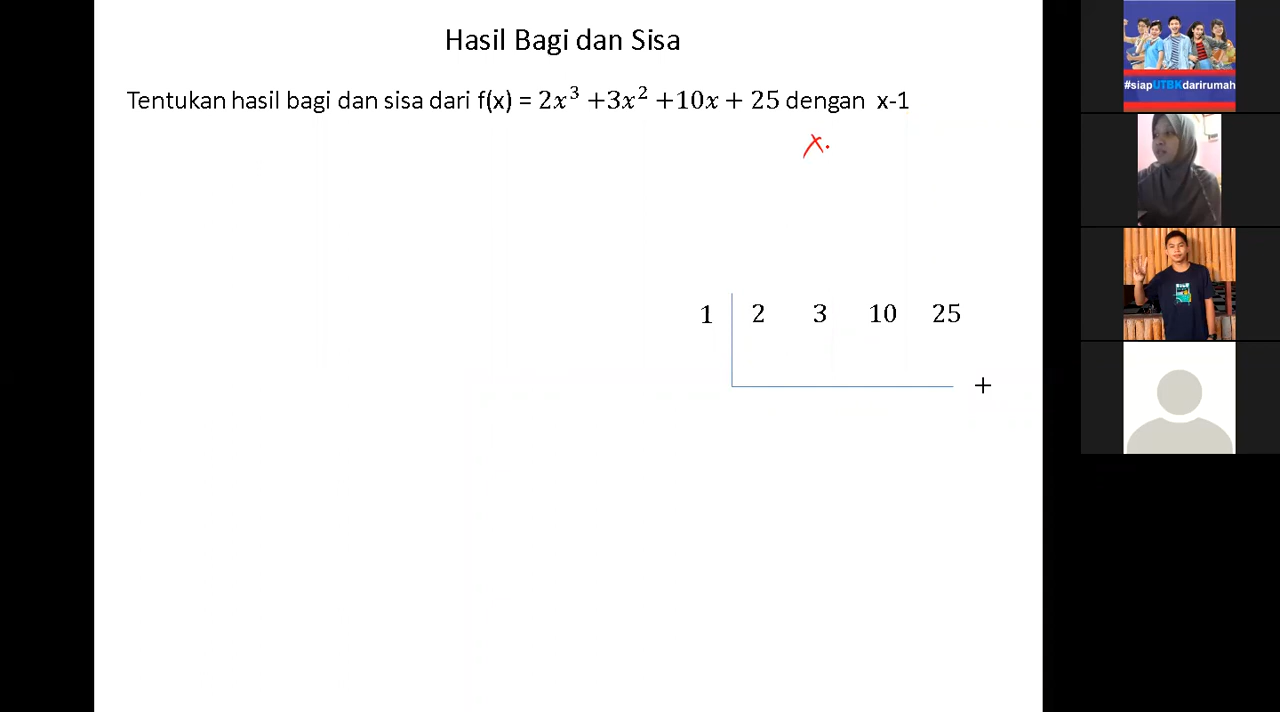 Hasil Bagi dan Sisa
Tentukan hasil bagi dan sisa dari f(x) = 2x³ +3x² +10x + 25 dengan x-1
x-
1 2 3 10 25
+
#siapUTBKdarirumah